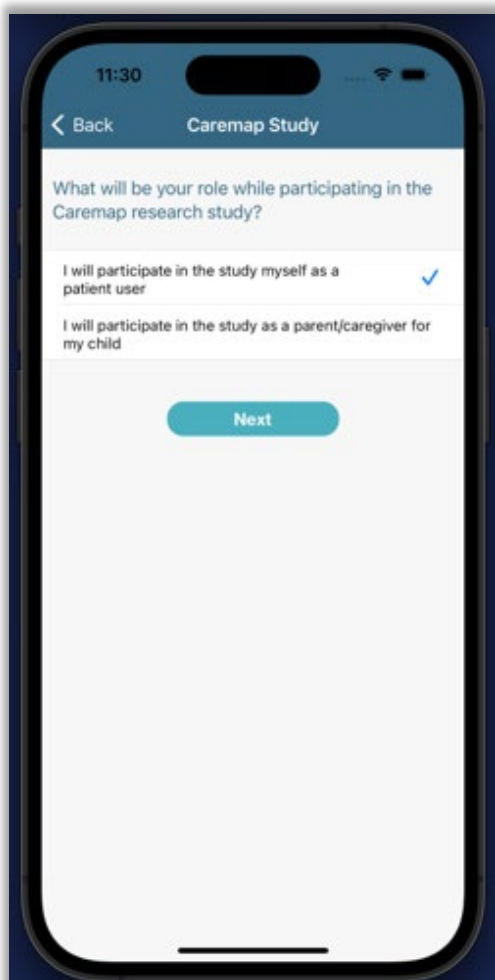 11:30
Back
Caremap Study
What will be your role while participating in the
Caremap research study?
I will participate in the study myself as a
patient user
I will participate in the study as a parent/caregiver for
my child
Next